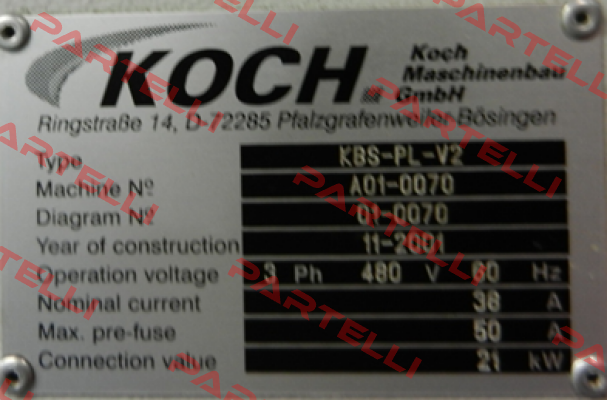 KOCH
Koch
Maschinenbau
GmbH
Ringstraße 14, D-72285 Pfalzgrafenweiler-Bösingen
Type KBS-PL-V2
Machine Nº A01-0070
Diagram Nº 01-0070
Year of construction 11-2001
Operation voltage 3 Ph 480 V 60 Hz
Nominal current 36 A
Max. pre-fuse 50 A
Connection value 21 kW
PARTELLI
PARTELLI
PARTELLI
PARTELLI
PARTELLI